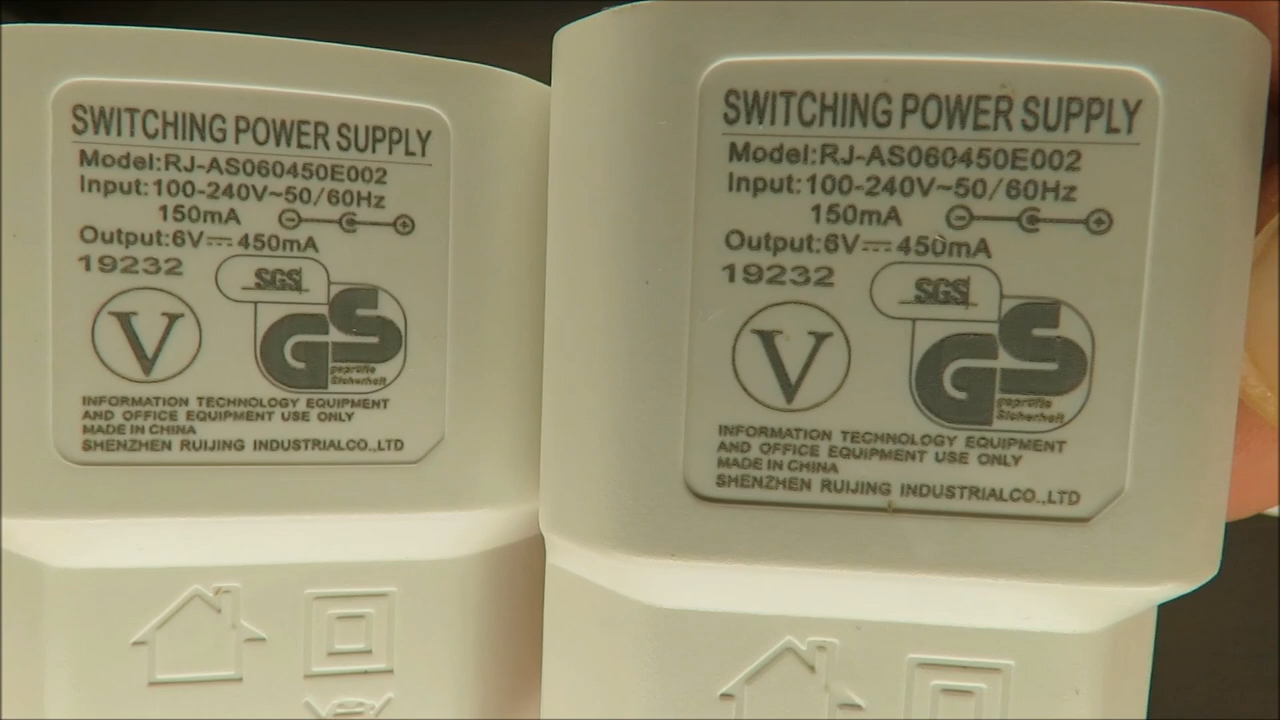 SWITCHING POWER SUPPLY
Model:RJ-AS060450E002
Input:100-240V~50/60Hz
150mA
Output:6V⎓450mA
19232
SGS
V
GS
geprüfte
Sicherheit
INFORMATION TECHNOLOGY EQUIPMENT
AND OFFICE EQUIPMENT USE ONLY
MADE IN CHINA
SHENZHEN RUIJING INDUSTRIALCO.,LTD
SWITCHING POWER SUPPLY
Model:RJ-AS060450E002
Input:100-240V~50/60Hz
150mA
Output:6V⎓450mA
19232
SGS
V
GS
geprüfte
Sicherheit
INFORMATION TECHNOLOGY EQUIPMENT
AND OFFICE EQUIPMENT USE ONLY
MADE IN CHINA
SHENZHEN RUIJING INDUSTRIALCO.,LTD